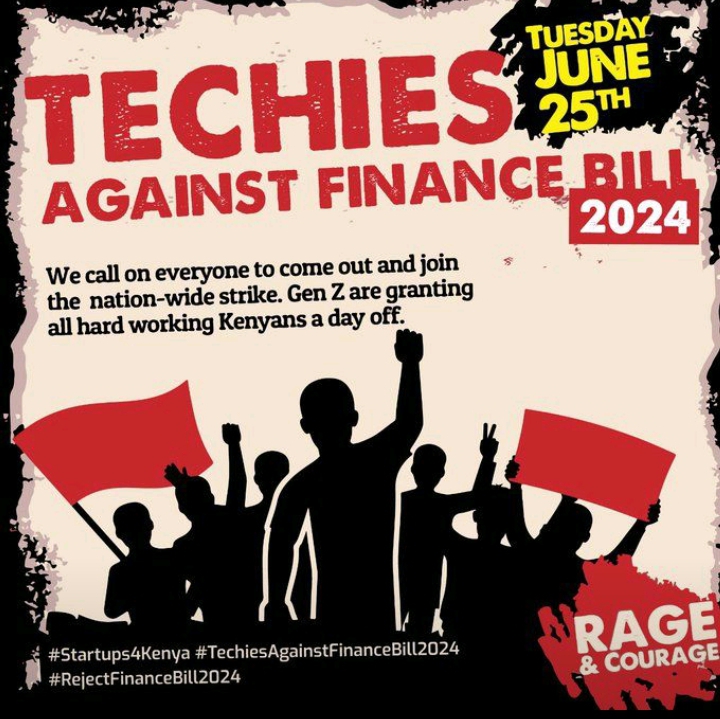 TUESDAY
JUNE
25TH
TECHIES
AGAINST FINANCE BILL
2024
We call on everyone to come out and join
the nation-wide strike. Gen Z are granting
all hard working Kenyans a day off.
#Startups4Kenya #TechiesAgainstFinanceBill2024
#RejectFinanceBill2024
RAGE
& COURAGE